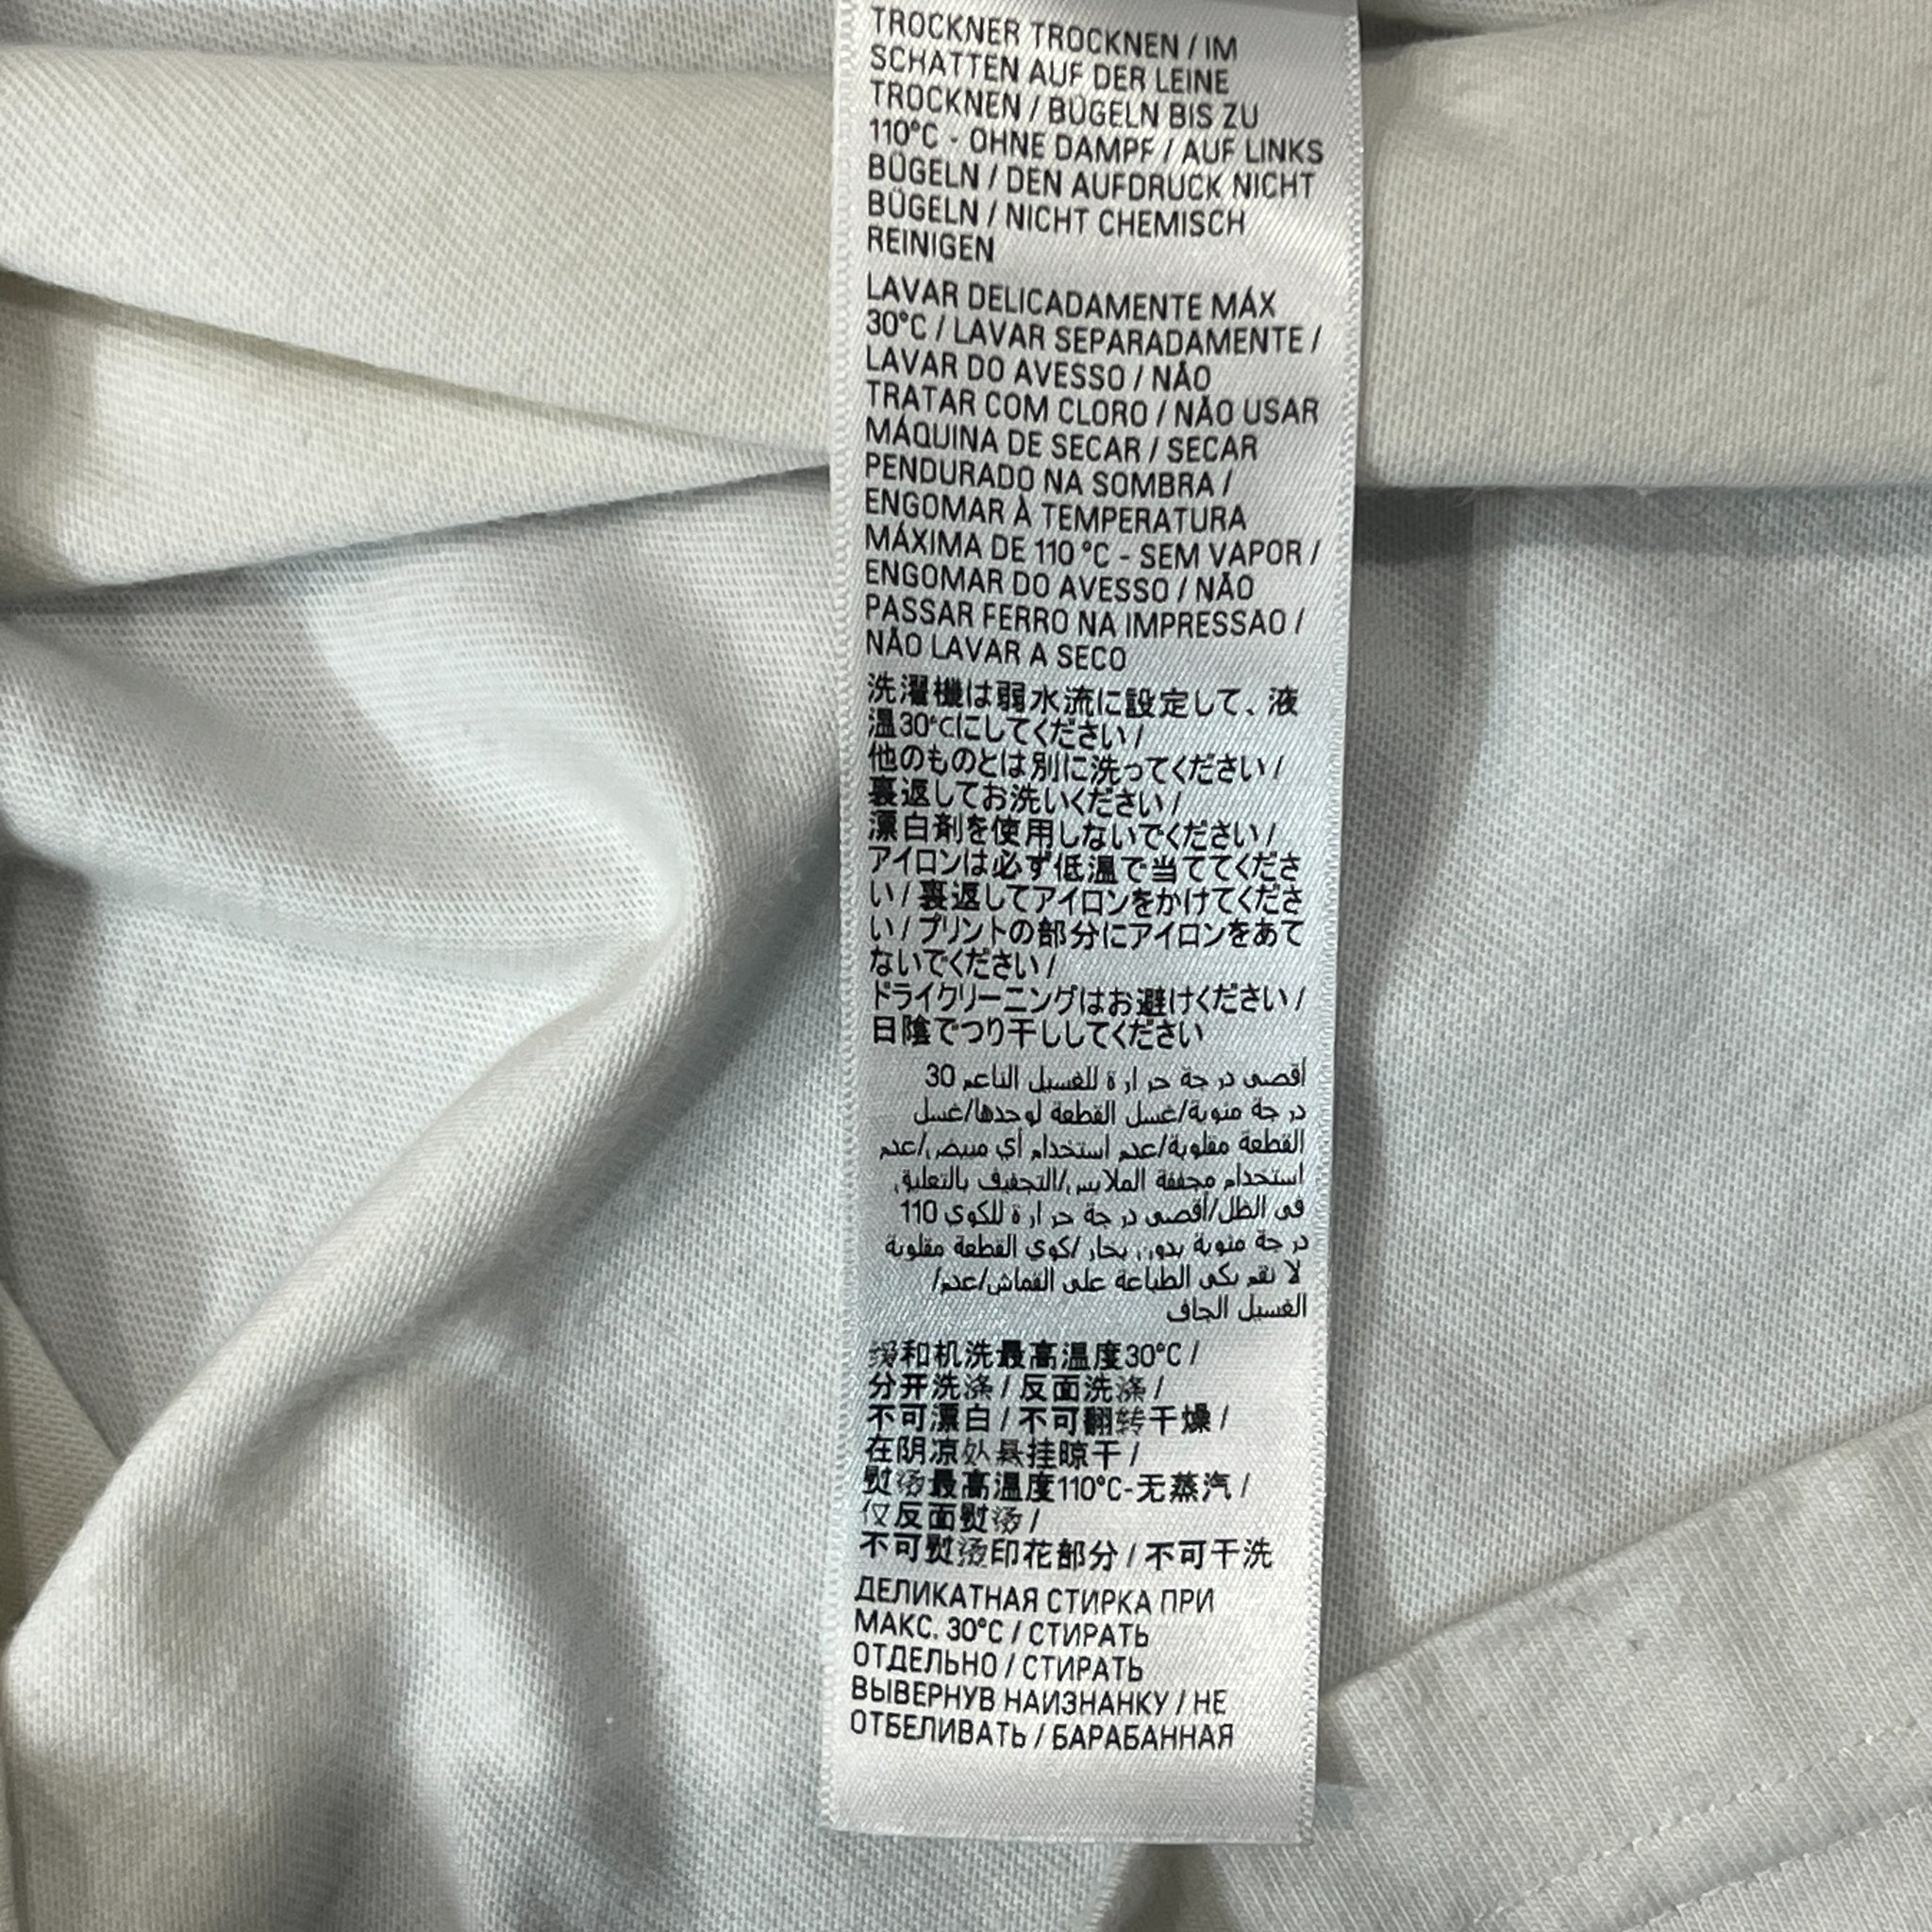 TROCKNER TROCKNEN / IM
SCHATTEN AUF DER LEINE
TROCKNEN / BÜGELN BIS ZU
110°C - OHNE DAMPF / AUF LINKS
BÜGELN / DEN AUFDRUCK NICHT
BÜGELN / NICHT CHEMISCH
REINIGEN
LAVAR DELICADAMENTE MÁX
30°C / LAVAR SEPARADAMENTE /
LAVAR DO AVESSO / NÃO
TRATAR COM CLORO / NÃO USAR
MÁQUINA DE SECAR / SECAR
PENDURADO NA SOMBRA /
ENGOMAR À TEMPERATURA
MÁXIMA DE 110 °C - SEM VAPOR /
ENGOMAR DO AVESSO / NÃO
PASSAR FERRO NA IMPRESSAO /
NÃO LAVAR A SECO
洗濯機は弱水流に設定して、液
温30℃にしてください /
他のものとは別に洗ってください /
裏返してお洗いください /
漂白剤を使用しないでください /
アイロンは必ず低温で当ててくださ
い / 裏返してアイロンをかけてくださ
い / プリントの部分にアイロンをあて
ないでください /
ドライクリーニングはお避けください /
日陰でつり干ししてください
أقصى درجة حرارة للغسيل الناعم 30
درجة مئوية/غسل القطعة لوحدها/غسل
القطعة مقلوبة/عدم استخدام أي مبيض/عدم
استخدام مجففة الملابس/التجفيف بالتعليق
في الظل/أقصى درجة حرارة للكوي 110
درجة مئوية بدون بخار/كوي القطعة مقلوبة
لا تقم بكي الطباعة على القماش/عدم/
الغسيل الجاف
缓和机洗最高温度30°C /
分开洗涤 / 反面洗涤 /
不可漂白 / 不可翻转干燥 /
在阴凉处悬挂晾干 /
熨烫最高温度110°C-无蒸汽 /
仅反面熨烫 /
不可熨烫印花部分 / 不可干洗
ДЕЛИКАТНАЯ СТИРКА ПРИ
МАКС. 30°C / СТИРАТЬ
ОТДЕЛЬНО / СТИРАТЬ
ВЫВЕРНУВ НАИЗНАНКУ / НЕ
ОТБЕЛИВАТЬ / БАРАБАННАЯ